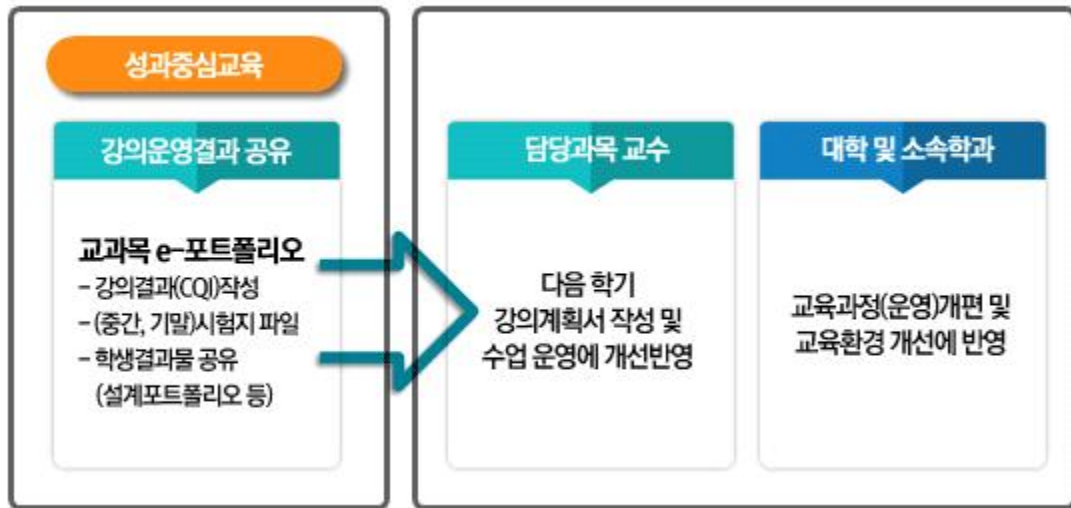 성과중심교육
강의운영결과 공유
교과목 e-포트폴리오
- 강의결과(CQI)작성
- (중간, 기말)시험지 파일
- 학생결과물 공유
(설계포트폴리오 등)
담당과목 교수
다음 학기
강의계획서 작성 및
수업 운영에 개선반영
대학 및 소속학과
교육과정(운영)개편 및
교육환경 개선에 반영